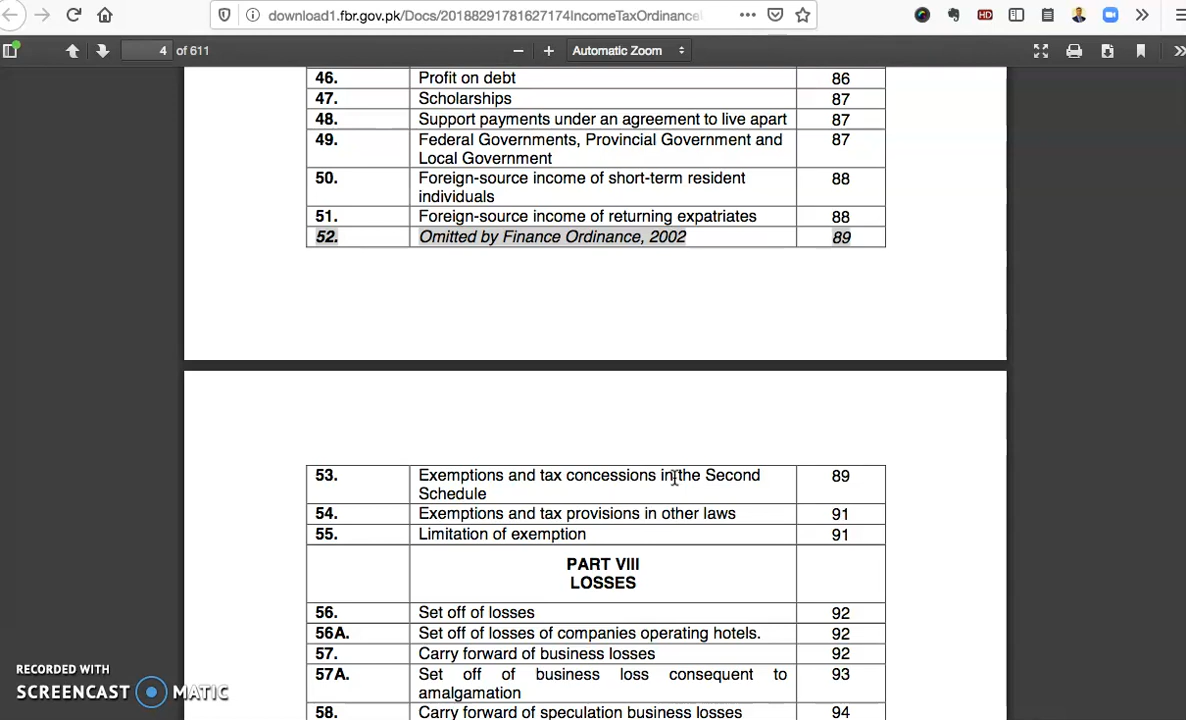 download1.fbr.gov.pk/Docs/20188291781627174IncomeTaxOrdinance
HD
4 of 611
Automatic Zoom
46. Profit on debt 86
47. Scholarships 87
48. Support payments under an agreement to live apart 87
49. Federal Governments, Provincial Government and 87
Local Government
50. Foreign-source income of short-term resident 88
individuals
51. Foreign-source income of returning expatriates 88
52. Omitted by Finance Ordinance, 2002 89
53. Exemptions and tax concessions in the Second 89
Schedule
54. Exemptions and tax provisions in other laws 91
55. Limitation of exemption 91
PART VIII
LOSSES
56. Set off of losses 92
56A. Set off of losses of companies operating hotels. 92
57. Carry forward of business losses 92
57A. Set off of business loss consequent to 93
amalgamation
58. Carry forward of speculation business losses 94
RECORDED WITH
SCREENCAST MATIC